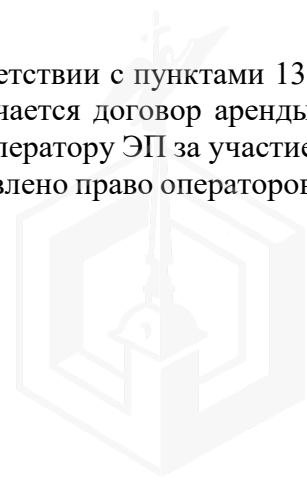 етствии с пунктами 13
чается договор аренды
ператору ЭП за участие
влено право операторов